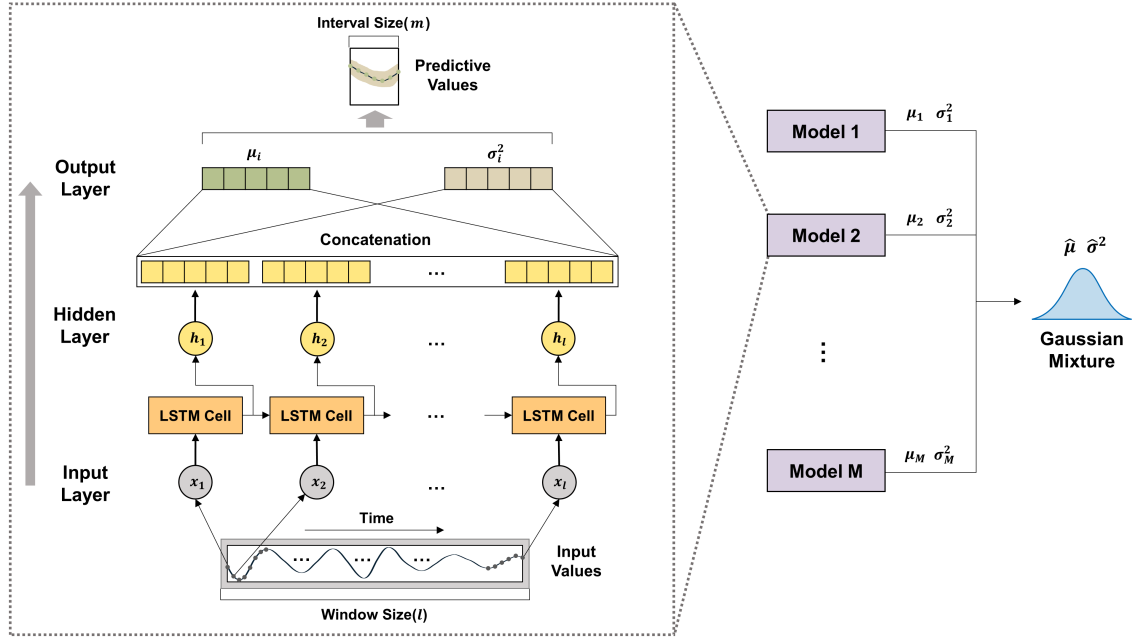 Interval Size(m)
Predictive
Values
Output
Layer
μᵢ
σᵢ²
Concatenation
...
Hidden
Layer
h₁
h₂
...
hₗ
LSTM Cell
LSTM Cell
...
LSTM Cell
Input
Layer
x₁
x₂
...
xₗ
Time
... ... ...
Input
Values
Window Size(l)
Model 1
μ₁ σ₁²
Model 2
μ₂ σ₂²
⋮
Model M
μ_M σ_M²
μ̂ σ̂²
Gaussian
Mixture